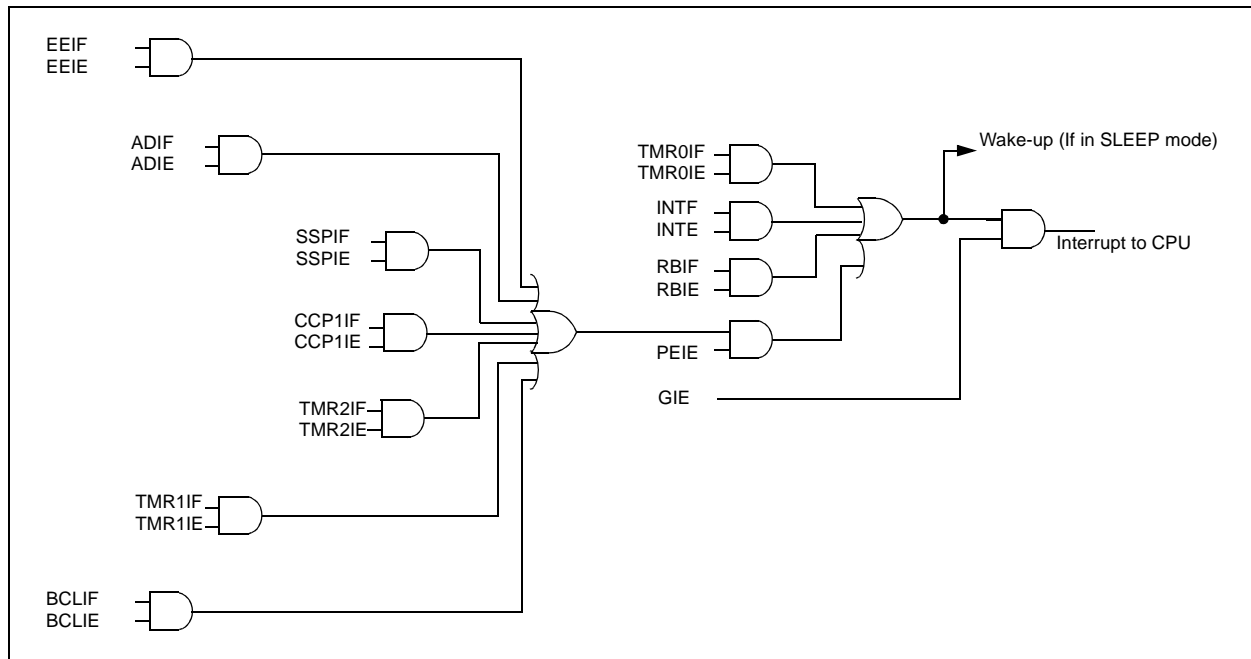 EEIF
EEIE
ADIF
ADIE
SSPIF
SSPIE
CCP1IF
CCP1IE
TMR2IF
TMR2IE
TMR1IF
TMR1IE
BCLIF
BCLIE
TMR0IF
TMR0IE
INTF
INTE
RBIF
RBIE
PEIE
GIE
Wake-up (If in SLEEP mode)
Interrupt to CPU